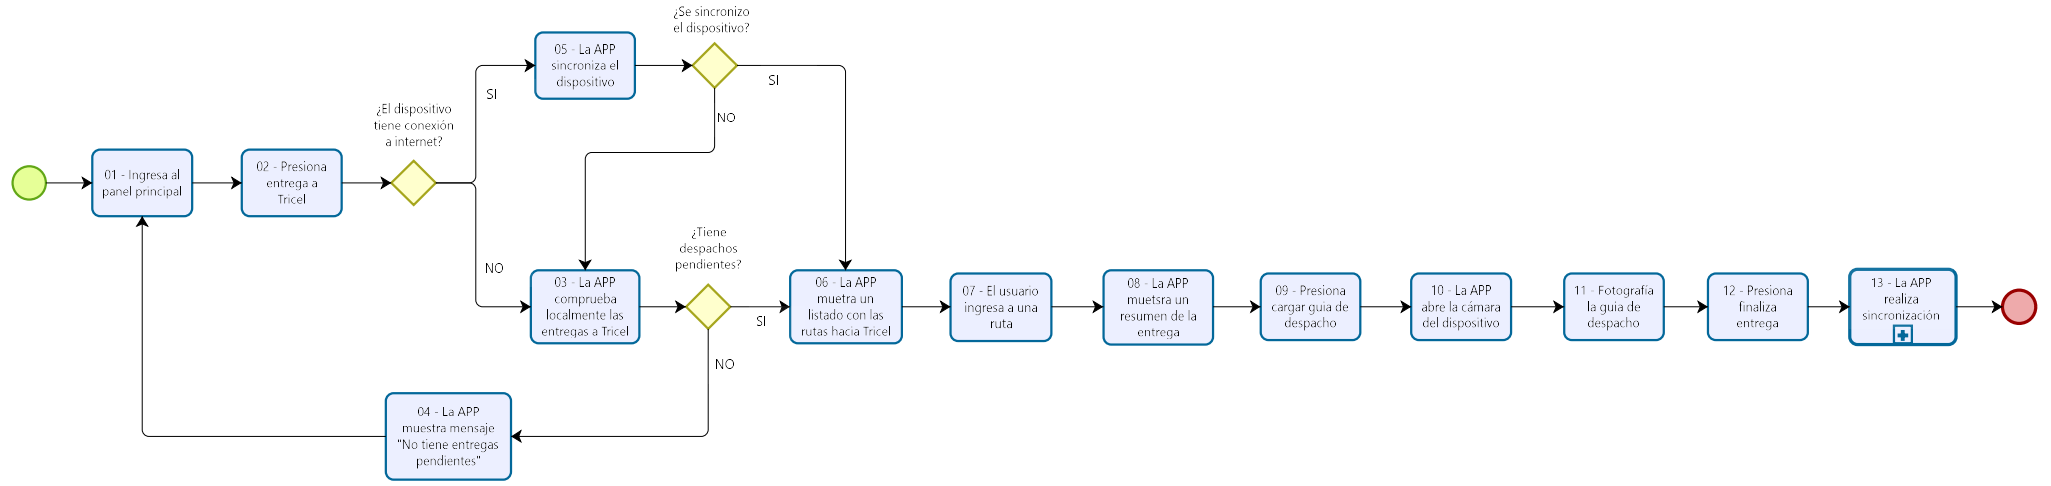 ¿Se sincronizo
el dispositivo?
05 - La APP
sincroniza el
dispositivo
SI
SI
¿El dispositivo
tiene conexión
a internet?
NO
01 - Ingresa al
panel principal
02 - Presiona
entrega a
Tricel
¿Tiene
despachos
pendientes?
NO
03 - La APP
comprueba
localmente las
entregas a Tricel
SI
06 - La APP
muetra un
listado con las
rutas hacia Tricel
07 - El usuario
ingresa a una
ruta
08 - La APP
muetsra un
resumen de la
entrega
09 - Presiona
cargar guia de
despacho
10 - La APP
abre la cámara
del dispositivo
11 - Fotografía
la guia de
despacho
12 - Presiona
finaliza
entrega
13 - La APP
realiza
sincronización
NO
04 - La APP
muestra mensaje
"No tiene entregas
pendientes"